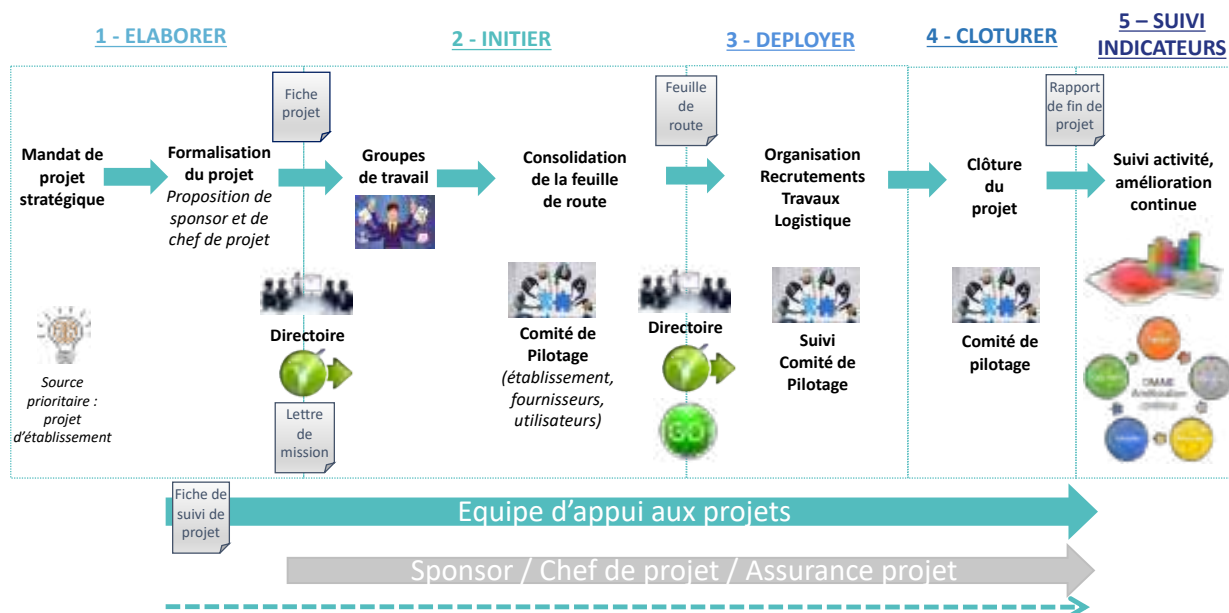 1 - ELABORER
2 - INITIER
3 - DEPLOYER
4 - CLOTURER
5 – SUIVI
INDICATEURS
Fiche
projet
Feuille
de
route
Rapport
de fin de
projet
Mandat de
projet
stratégique
Formalisation
du projet
Proposition de
sponsor et de
chef de projet
Groupes
de travail
Consolidation
de la feuille
de route
Organisation
Recrutements
Travaux
Logistique
Clôture
du
projet
Suivi activité,
amélioration
continue
Source
prioritaire :
projet
d’établissement
Directoire
Lettre
de
mission
Comité de
Pilotage
(établissement,
fournisseurs,
utilisateurs)
Directoire
GO
Suivi
Comité de
Pilotage
Comité de
pilotage
DMAIC
Amélioration
continue
Fiche de
suivi de
projet
Equipe d’appui aux projets
Sponsor / Chef de projet / Assurance projet